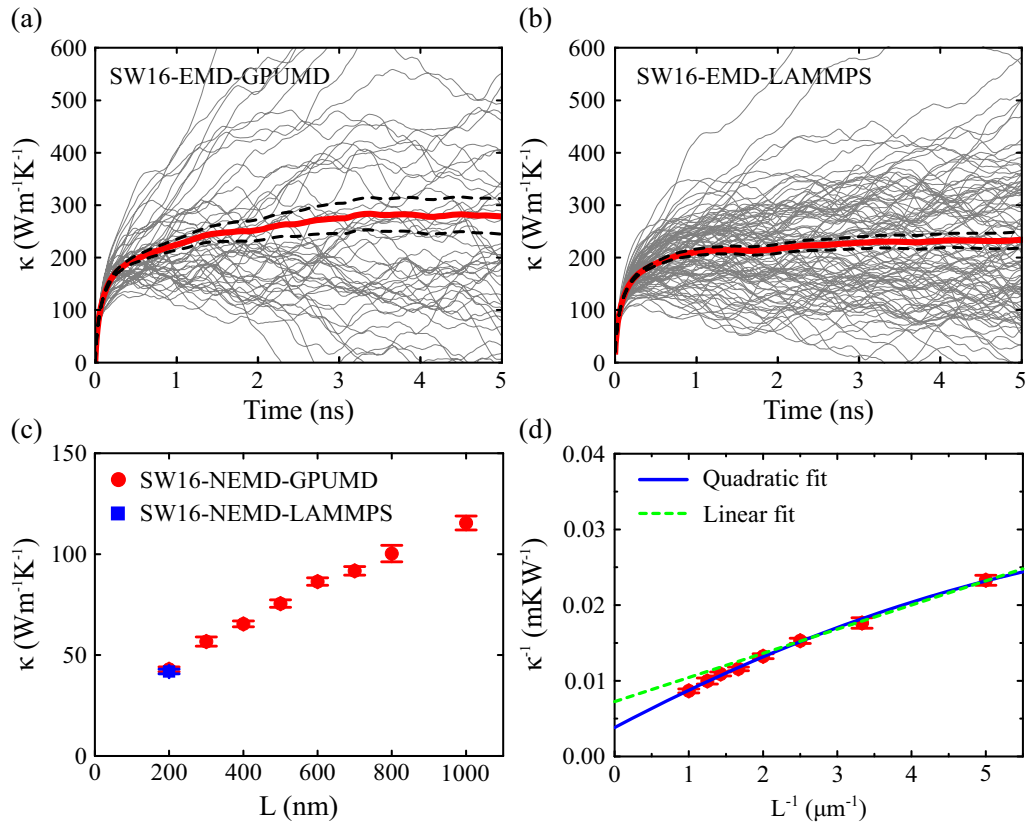 (a)
600
500
400
300
200
100
0
κ (Wm⁻¹K⁻¹)
SW16-EMD-GPUMD
0 1 2 3 4 5
Time (ns)
(b)
600
500
400
300
200
100
0
κ (Wm⁻¹K⁻¹)
SW16-EMD-LAMMPS
0 1 2 3 4 5
Time (ns)
(c)
150
100
50
0
κ (Wm⁻¹K⁻¹)
SW16-NEMD-GPUMD
SW16-NEMD-LAMMPS
0 200 400 600 800 1000
L (nm)
(d)
0.04
0.03
0.02
0.01
0.00
κ⁻¹ (mKW⁻¹)
Quadratic fit
Linear fit
0 1 2 3 4 5
L⁻¹ (μm⁻¹)